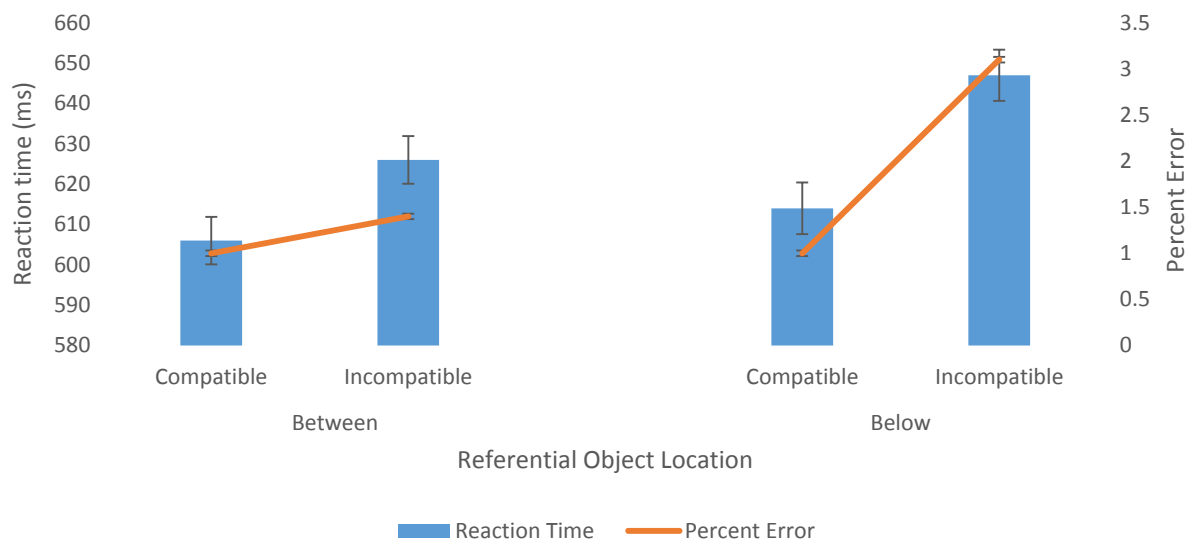 Reaction time (ms)
660
650
640
630
620
610
600
590
580
3.5
3
2.5
2
1.5
1
0.5
0
Percent Error
Compatible Incompatible Compatible Incompatible
Between Below
Referential Object Location
Reaction Time Percent Error